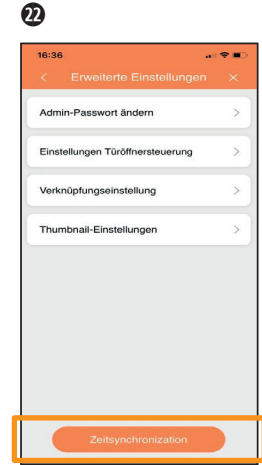 22
16:36
Erweiterte Einstellungen
Admin-Passwort ändern
Einstellungen Türöffnersteuerung
Verknüpfungseinstellung
Thumbnail-Einstellungen
Zeitsynchronization